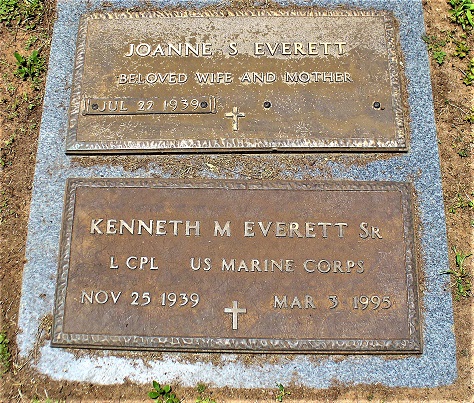 JOANNE S EVERETT
BELOVED WIFE AND MOTHER
JUL 22 1939
KENNETH M EVERETT SR
L CPL US MARINE CORPS
NOV 25 1939 MAR 3 1995